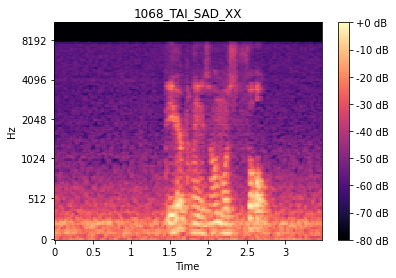 1068_TAI_SAD_XX
Hz
8192
4096
2048
1024
512
0
0
0.5
1
1.5
2
2.5
3
Time
+0 dB
-10 dB
-20 dB
-30 dB
-40 dB
-50 dB
-60 dB
-70 dB
-80 dB